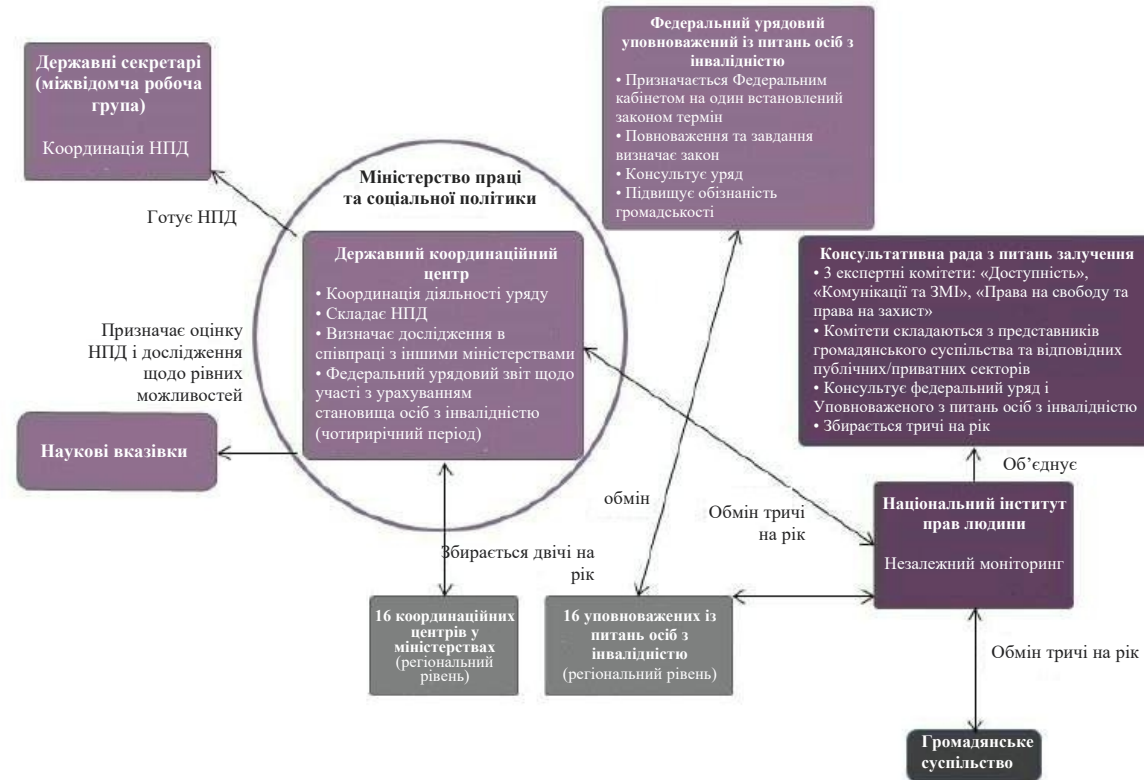 Державні секретарі
(міжвідомча робоча
група)
Координація НПД
Федеральний урядовий
уповноважений із питань осіб з
інвалідністю
• Призначається Федеральним
кабінетом на один встановлений
законом термін
• Повноваження та завдання
визначає закон
• Консультує уряд
• Підвищує обізнаність
громадськості
Міністерство праці
та соціальної політики
Готує НПД
Державний координаційний
центр
• Координація діяльності уряду
• Складає НПД
• Визначає дослідження в
співпраці з іншими міністерствами
• Федеральний урядовий звіт щодо
участі з урахуванням
становища осіб з інвалідністю
(чотирирічний період)
Консультативна рада з питань залучення
• 3 експертні комітети: «Доступність»,
«Комунікації та ЗМІ», «Права на свободу та
права на захист»
• Комітети складаються з представників
громадянського суспільства та відповідних
публічних/приватних секторів
• Консультує федеральний уряд і
Уповноваженого з питань осіб з інвалідністю
• Збирається тричі на рік
Призначає оцінку
НПД і дослідження
щодо рівних
можливостей
Наукові вказівки
Об’єднує
обмін
Обмін тричі
на рік
Національний інститут
прав людини
Незалежний моніторинг
Збирається двічі на
рік
16 координаційних
центрів у
міністерствах
(регіональний
рівень)
16 уповноважених із
питань осіб з
інвалідністю
(регіональний рівень)
Обмін тричі на рік
Громадянське
суспільство